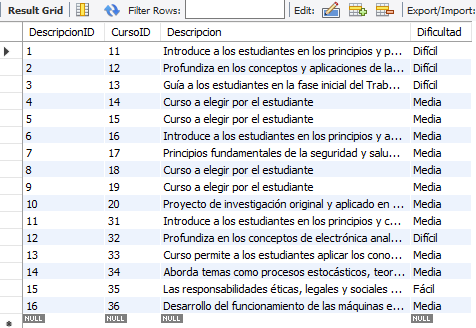 Result Grid Filter Rows: Edit: Export/Import:
DescripcionID CursoID Descripcion Dificultad
1 11 Introduce a los estudiantes en los principios y p... Difícil
2 12 Profundiza en los conceptos y aplicaciones de la... Difícil
3 13 Guía a los estudiantes en la fase inicial del Trab... Difícil
4 14 Curso a elegir por el estudiante Media
5 15 Curso a elegir por el estudiante Media
6 16 Introduce a los estudiantes en los principios y a... Media
7 17 Principios fundamentales de la seguridad y salu... Media
8 18 Curso a elegir por el estudiante Media
9 19 Curso a elegir por el estudiante Media
10 20 Proyecto de investigación original y aplicado en ... Media
11 31 Introduce a los estudiantes en los principios y c... Media
12 32 Profundiza en los conceptos de electrónica anal... Difícil
13 33 Curso permite a los estudiantes aplicar los cono... Media
14 34 Aborda temas como procesos estocásticos, teor... Media
15 35 Las responsabilidades éticas, legales y sociales ... Fácil
16 36 Desarrollo del funcionamiento de las máquinas e... Media
NULL NULL NULL NULL